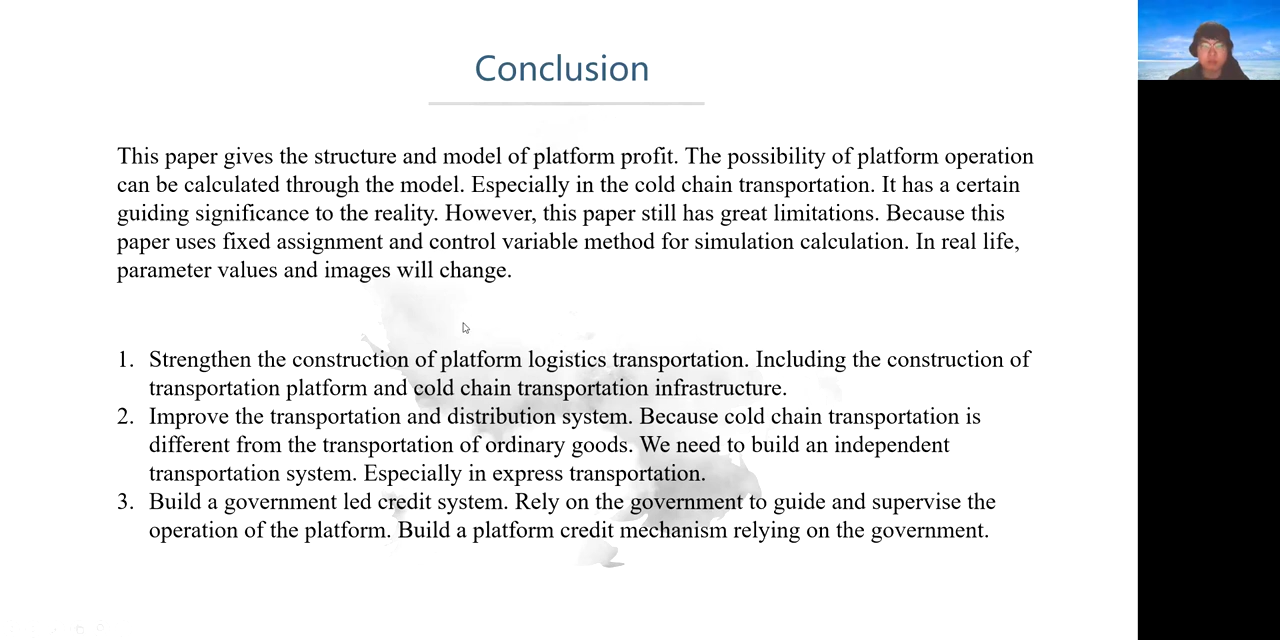 Conclusion
This paper gives the structure and model of platform profit. The possibility of platform operation
can be calculated through the model. Especially in the cold chain transportation. It has a certain
guiding significance to the reality. However, this paper still has great limitations. Because this
paper uses fixed assignment and control variable method for simulation calculation. In real life,
parameter values and images will change.
1. Strengthen the construction of platform logistics transportation. Including the construction of
transportation platform and cold chain transportation infrastructure.
2. Improve the transportation and distribution system. Because cold chain transportation is
different from the transportation of ordinary goods. We need to build an independent
transportation system. Especially in express transportation.
3. Build a government led credit system. Rely on the government to guide and supervise the
operation of the platform. Build a platform credit mechanism relying on the government.